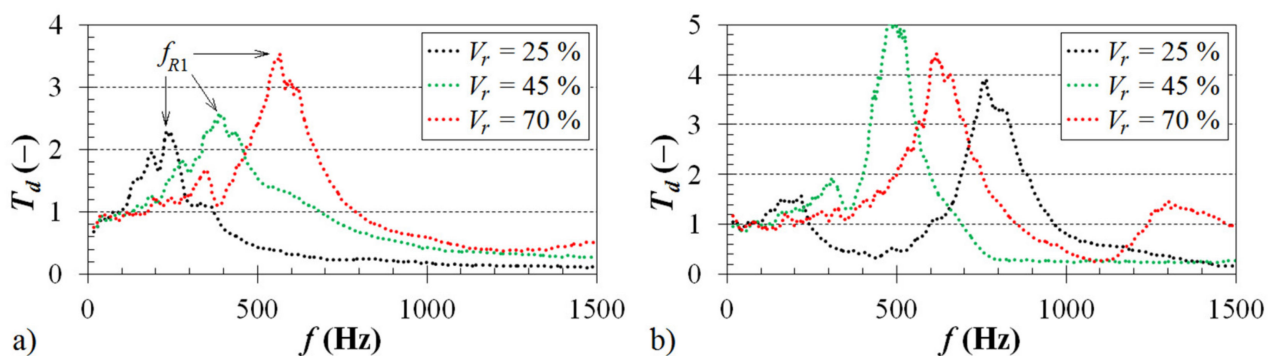 4
3
2
1
0
T_d (−)
f_R1
V_r = 25 %
V_r = 45 %
V_r = 70 %
0 500 1000 1500
a) f (Hz)
5
4
3
2
1
0
T_d (−)
V_r = 25 %
V_r = 45 %
V_r = 70 %
0 500 1000 1500
b) f (Hz)